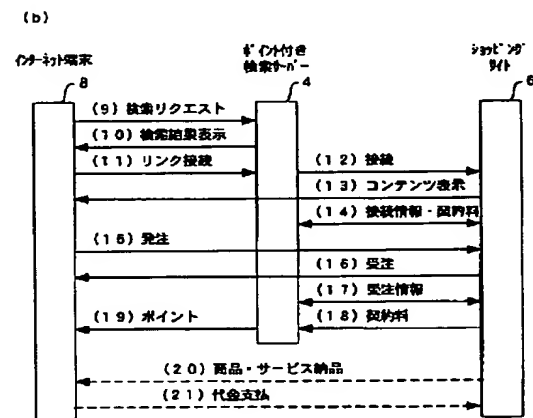 (b)
インターネット端末
ポイント付き
検索サーバー
ショッピング
サイト
8
4
6
(9)検索リクエスト
(10)検索結果表示
(11)リンク接続
(12)接続
(13)コンテンツ表示
(14)接続情報・契約料
(15)発注
(16)受注
(17)受注情報
(18)契約料
(19)ポイント
(20)商品・サービス納品
(21)代金支払